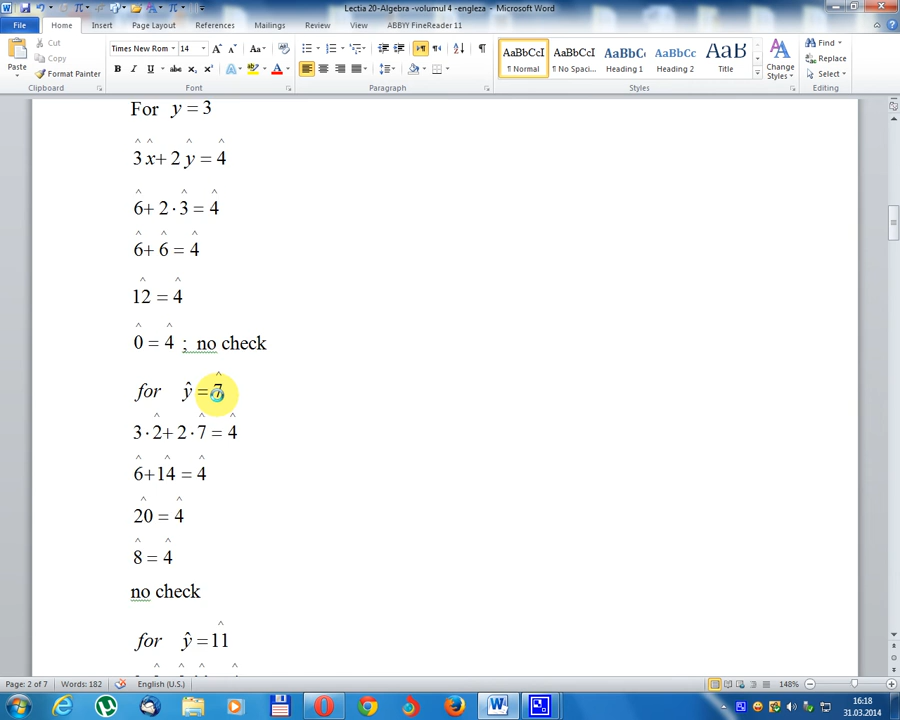 Lectia 20-Algebra -volumul 4 -engleza - Microsoft Word
File Home Insert Page Layout References Mailings Review View ABBYY FineReader 11
Paste Cut Copy Format Painter
Clipboard
Times New Rom 14
Font
Paragraph
AaBbCcI AaBbCcI AaBbC AaBbCc AaB
¶ Normal ¶ No Spaci... Heading 1 Heading 2 Title
Change Styles
Styles
Find Replace Select
Editing
For y = 3
3̂ x̂ + 2 ŷ = 4̂
6̂ + 2 · 3̂ = 4̂
6̂ + 6̂ = 4̂
12̂ = 4̂
0̂ = 4̂ ; no check
for ŷ = 7̂
3 · 2̂ + 2 · 7̂ = 4̂
6̂ + 14̂ = 4̂
20̂ = 4̂
8̂ = 4̂
no check
for ŷ = 11̂
Page: 2 of 7 Words: 182 English (U.S.) 148%
16:18
31.03.2014